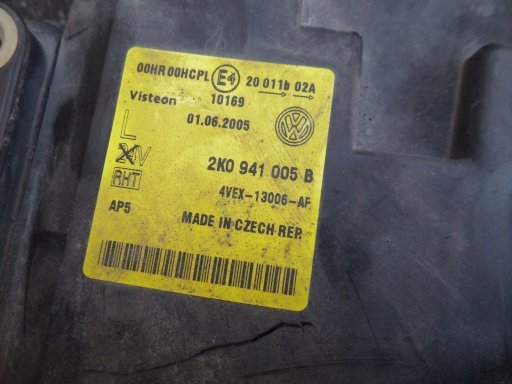 00HR 00HCPL E4 20 011b 02A
Visteon 10169
01.06.2005
L
2K0 941 005 B
RHT
4VEX-13006-AF
AP5
MADE IN CZECH REP.